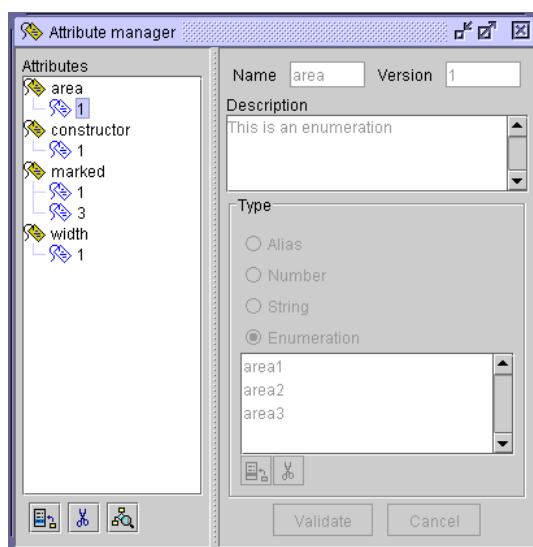 Attribute manager
Attributes
area
1
constructor
1
marked
1
3
width
1
Name area Version 1
Description
This is an enumeration
Type
Alias
Number
String
Enumeration
area1
area2
area3
Validate Cancel